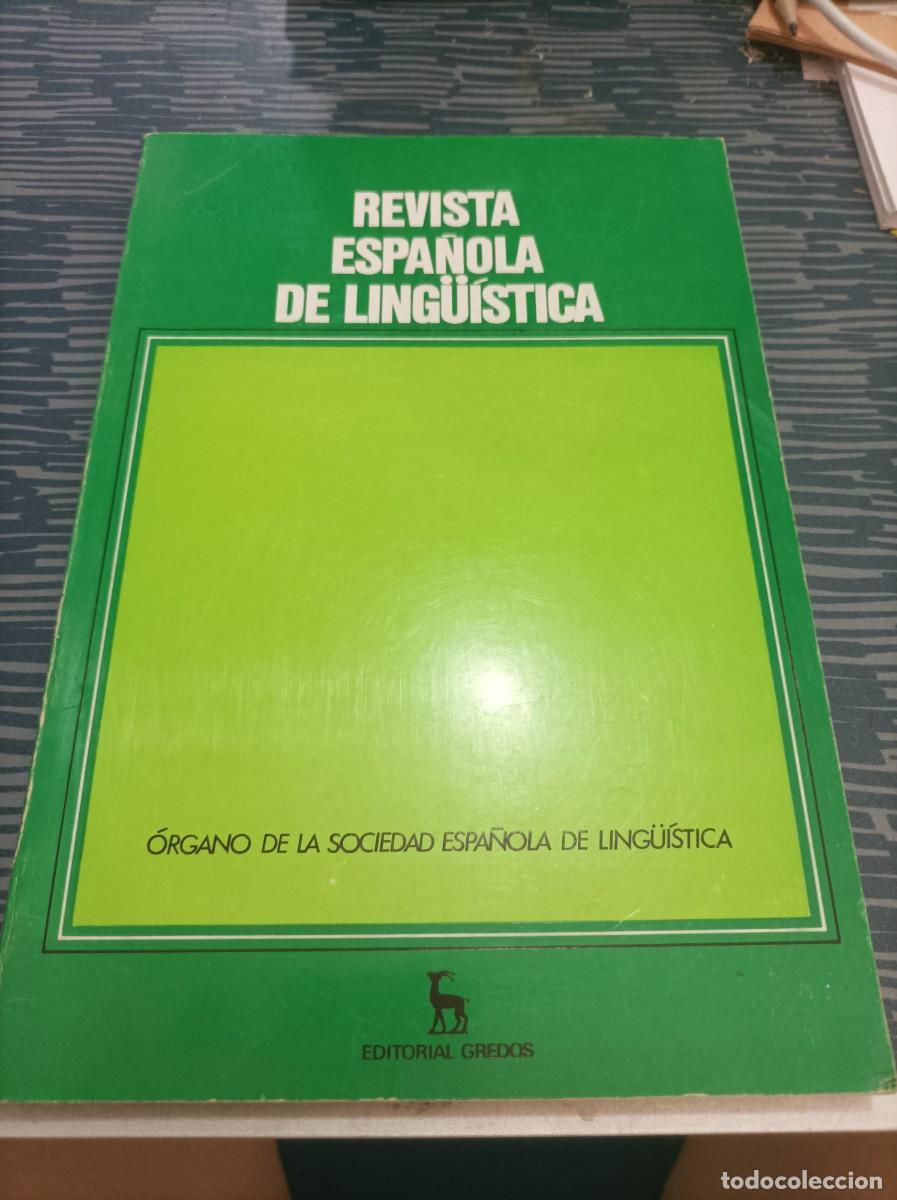 REVISTA
ESPAÑOLA
DE LINGÜÍSTICA
ÓRGANO DE LA SOCIEDAD ESPAÑOLA DE LINGÜÍSTICA
EDITORIAL GREDOS
todocoleccion